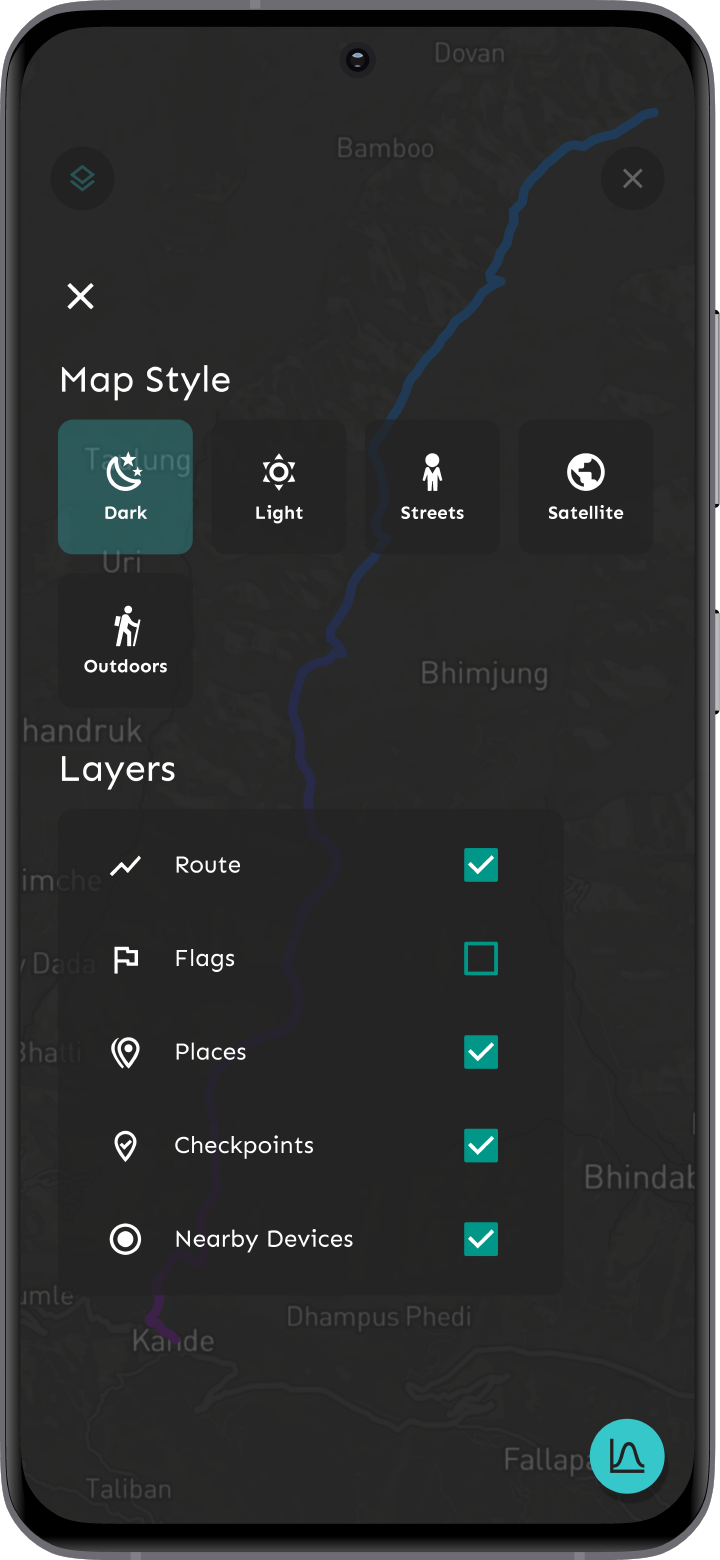 Dovan
Bamboo
Map Style
Dark
Light
Streets
Satellite
Uri
Outdoors
Bhimjung
handruk
Layers
Route
imche
Flags
y Dada
Places
Bhatti
Checkpoints
Bhindab
Nearby Devices
umle
Dhampus Phedi
Kande
Fallapa
Taliban